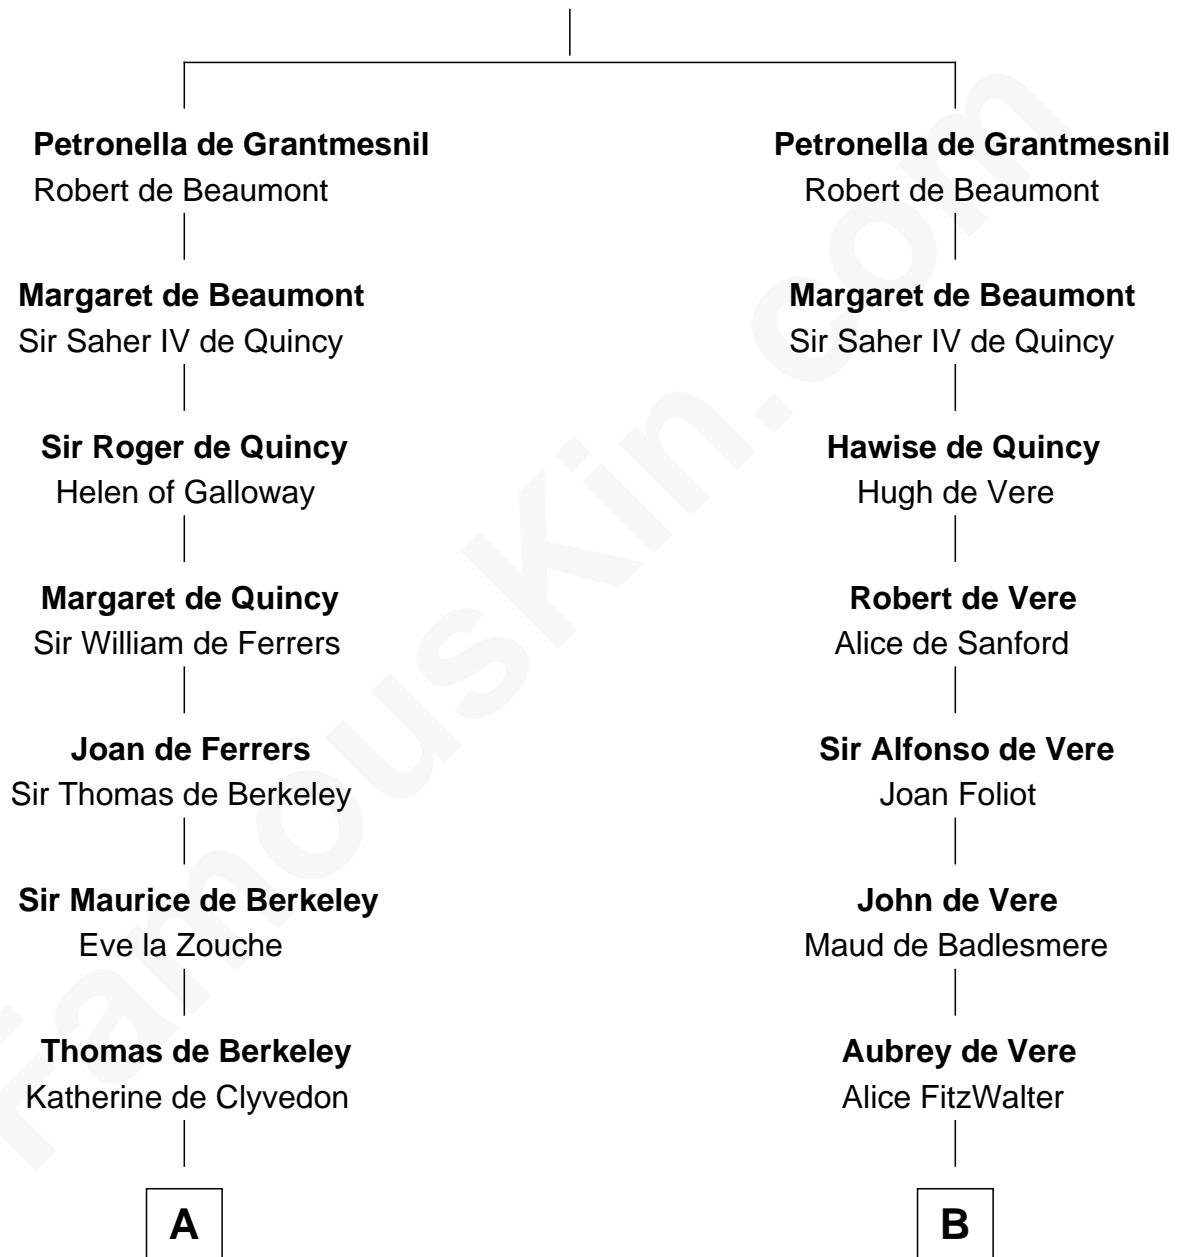 Petronella de Grantmesnil
Robert de Beaumont
Margaret de Beaumont
Sir Saher IV de Quincy
Sir Roger de Quincy
Helen of Galloway
Margaret de Quincy
Sir William de Ferrers
Joan de Ferrers
Sir Thomas de Berkeley
Sir Maurice de Berkeley
Eve la Zouche
Thomas de Berkeley
Katherine de Clyvedon
A
Petronella de Grantmesnil
Robert de Beaumont
Margaret de Beaumont
Sir Saher IV de Quincy
Hawise de Quincy
Hugh de Vere
Robert de Vere
Alice de Sanford
Sir Alfonso de Vere
Joan Foliot
John de Vere
Maud de Badlesmere
Aubrey de Vere
Alice FitzWalter
B
FamousKin.com